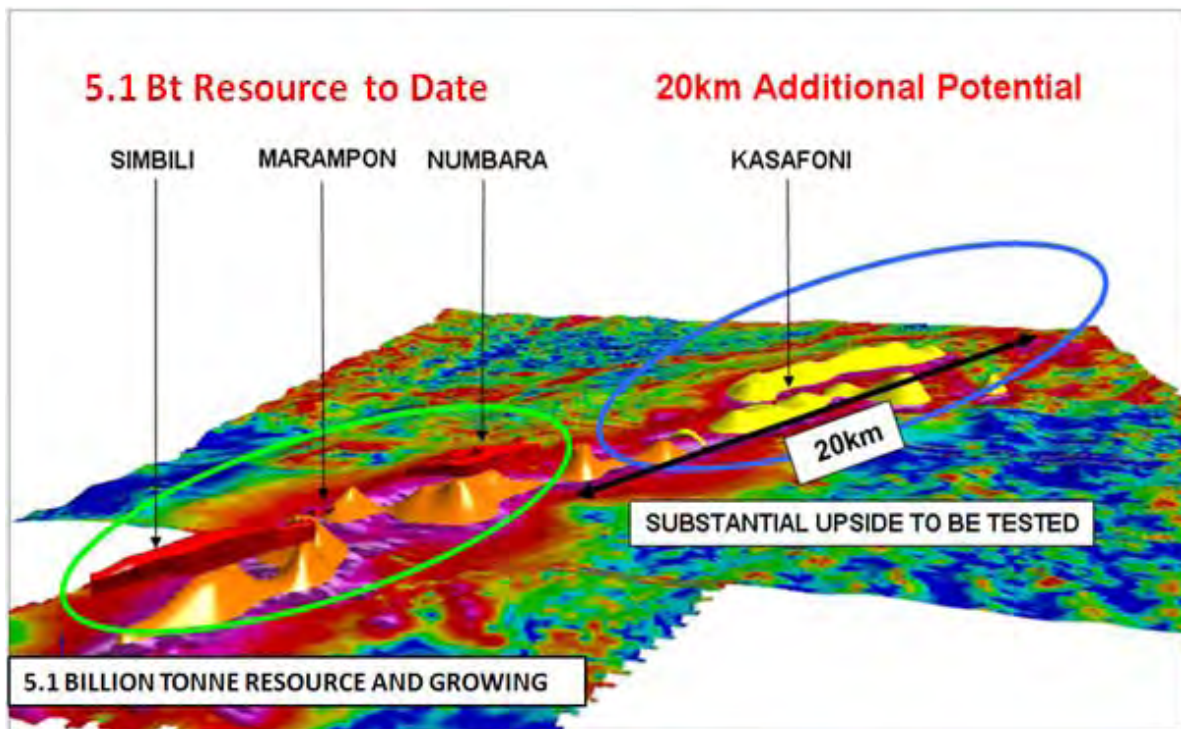 5.1 Bt Resource to Date
20km Additional Potential
SIMBILI
MARAMPON
NUMBARA
KASAFONI
20km
SUBSTANTIAL UPSIDE TO BE TESTED
5.1 BILLION TONNE RESOURCE AND GROWING